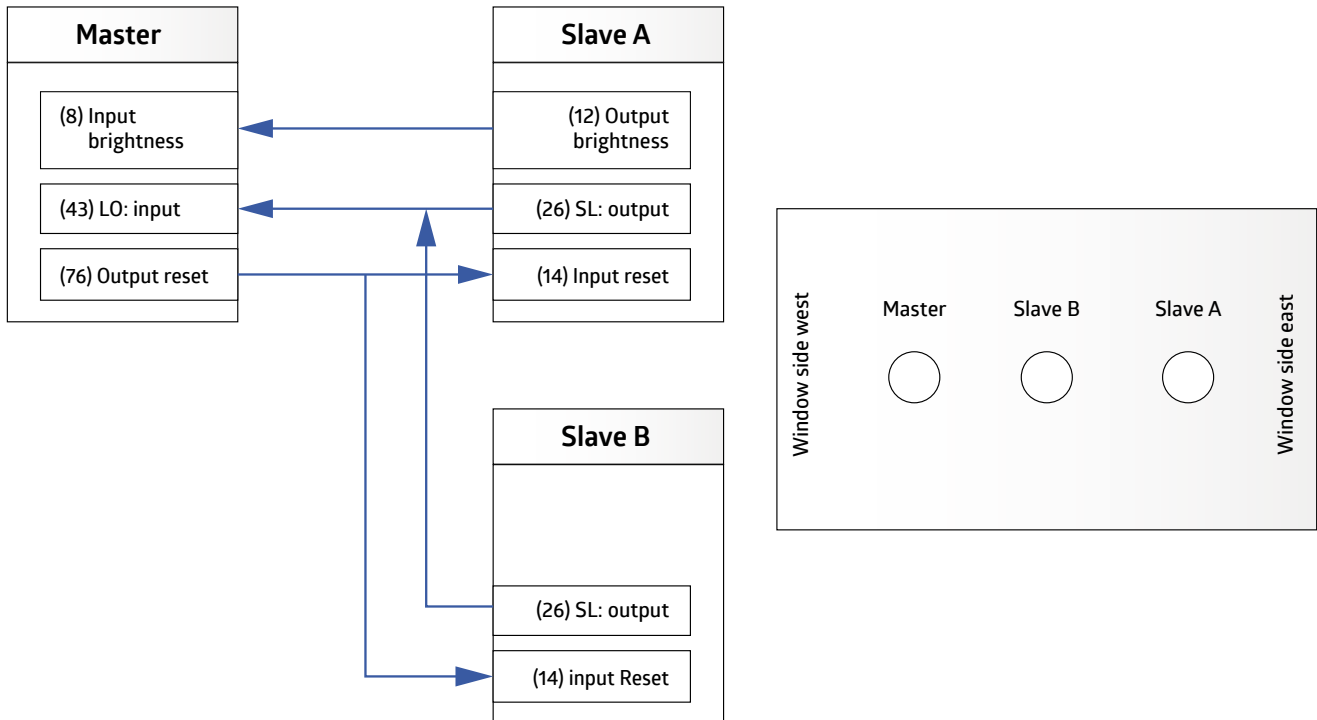 Master
(8) Input
brightness
(43) LO: input
(76) Output reset
Slave A
(12) Output
brightness
(26) SL: output
(14) Input reset
Slave B
(26) SL: output
(14) input Reset
Window side west
Master
Slave B
Slave A
Window side east